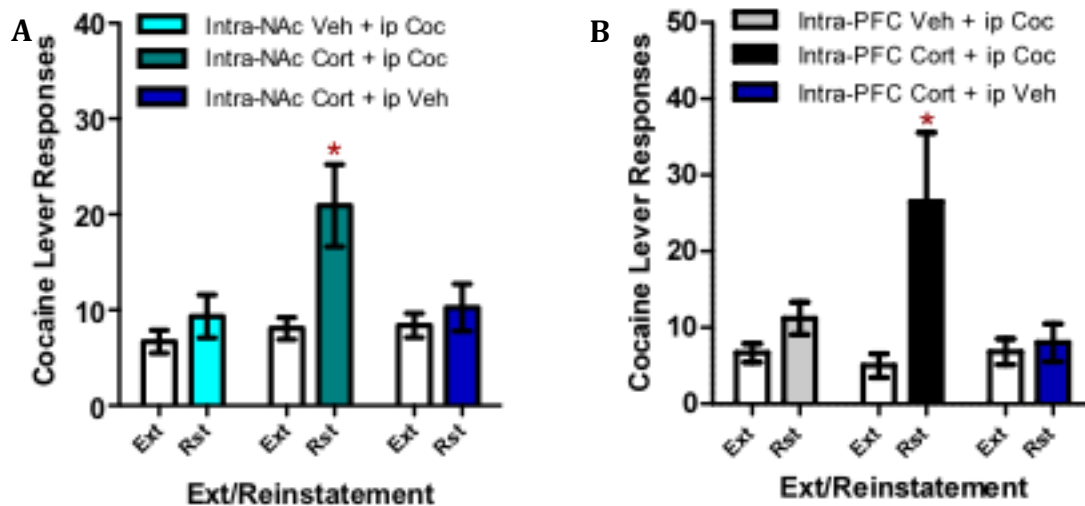 A
Cocaine Lever Responses
40
30
20
10
0
Intra-NAc Veh + ip Coc
Intra-NAc Cort + ip Coc
Intra-NAc Cort + ip Veh
*
Ext Rst Ext Rst Ext Rst
Ext/Reinstatement
B
Cocaine Lever Responses
50
40
30
20
10
0
Intra-PFC Veh + ip Coc
Intra-PFC Cort + ip Coc
Intra-PFC Cort + ip Veh
*
Ext Rst Ext Rst Ext Rst
Ext/Reinstatement